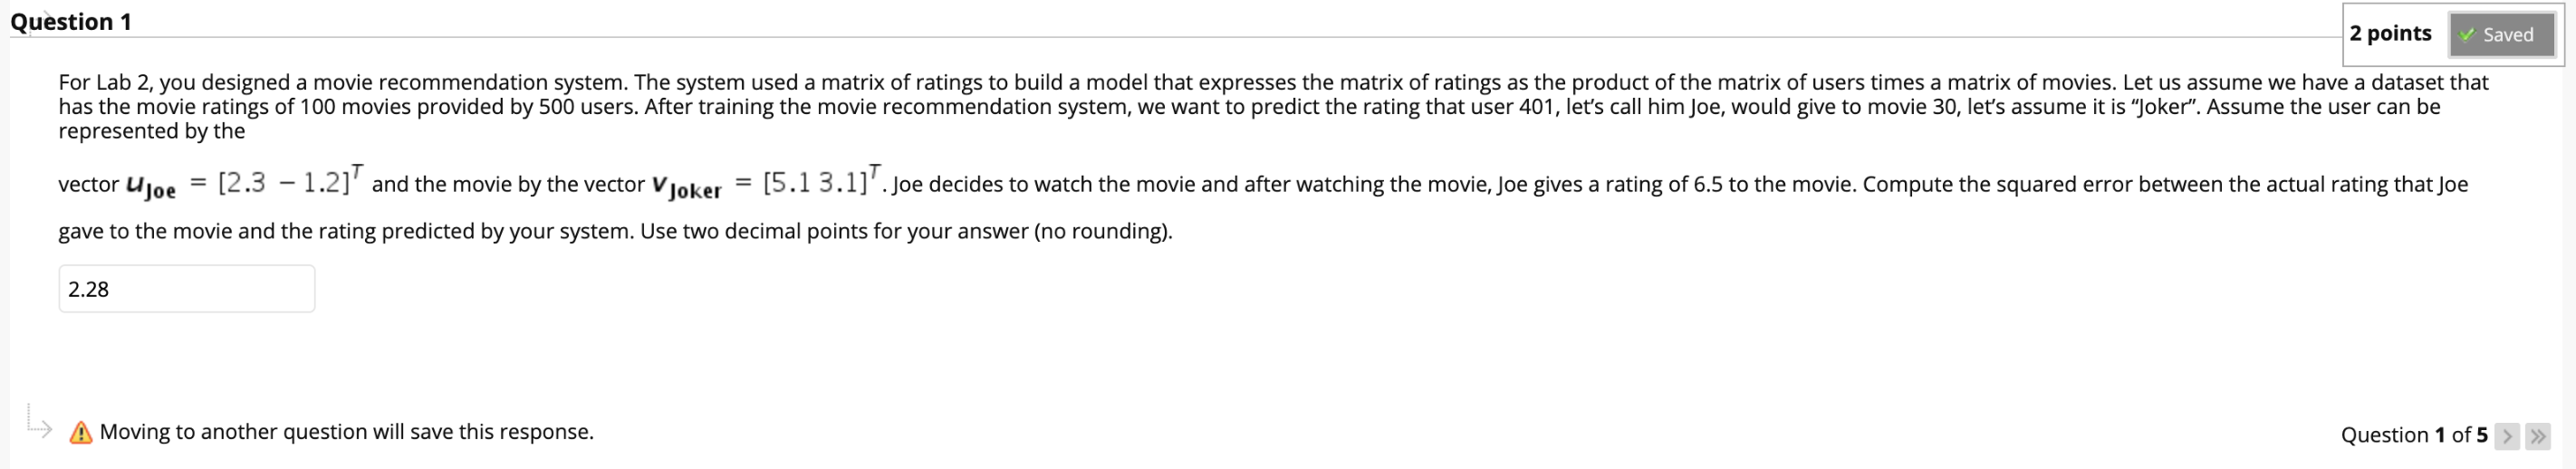 Question 1
2 points
Saved
For Lab 2, you designed a movie recommendation system. The system used a matrix of ratings to build a model that expresses the matrix of ratings as the product of the matrix of users times a matrix of movies. Let us assume we have a dataset that
has the movie ratings of 100 movies provided by 500 users. After training the movie recommendation system, we want to predict the rating that user 401, let’s call him Joe, would give to movie 30, let’s assume it is “Joker”. Assume the user can be
represented by the
vector u_Joe = [2.3 − 1.2]^T and the movie by the vector v_Joker = [5.1 3.1]^T. Joe decides to watch the movie and after watching the movie, Joe gives a rating of 6.5 to the movie. Compute the squared error between the actual rating that Joe
gave to the movie and the rating predicted by your system. Use two decimal points for your answer (no rounding).
2.28
Moving to another question will save this response.
Question 1 of 5